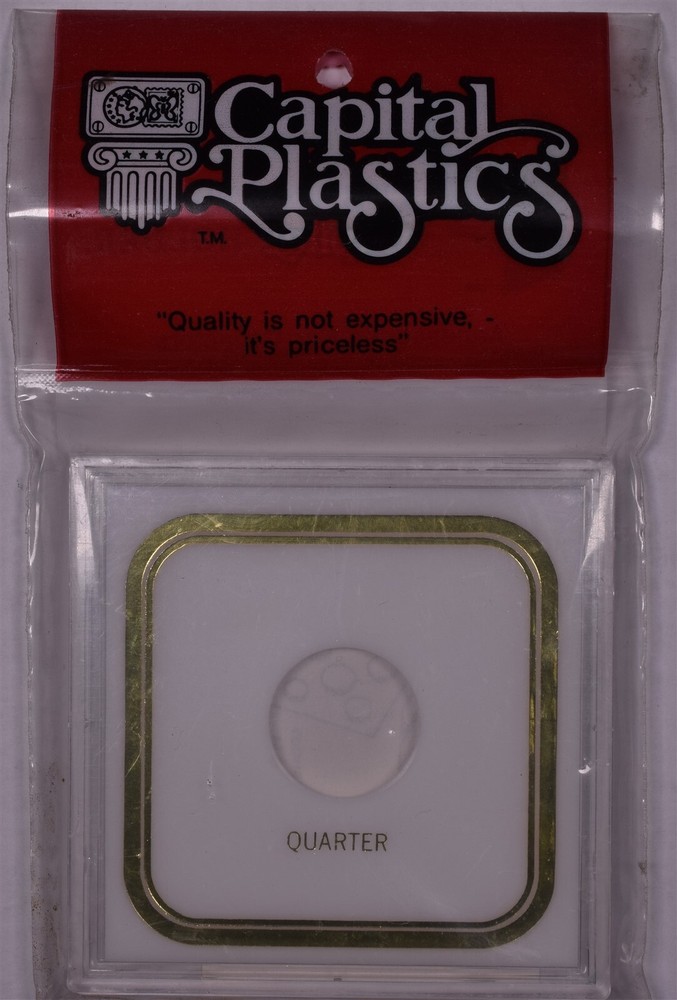 Capital
Plastics
T.M.
"Quality is not expensive, -
it's priceless"
QUARTER